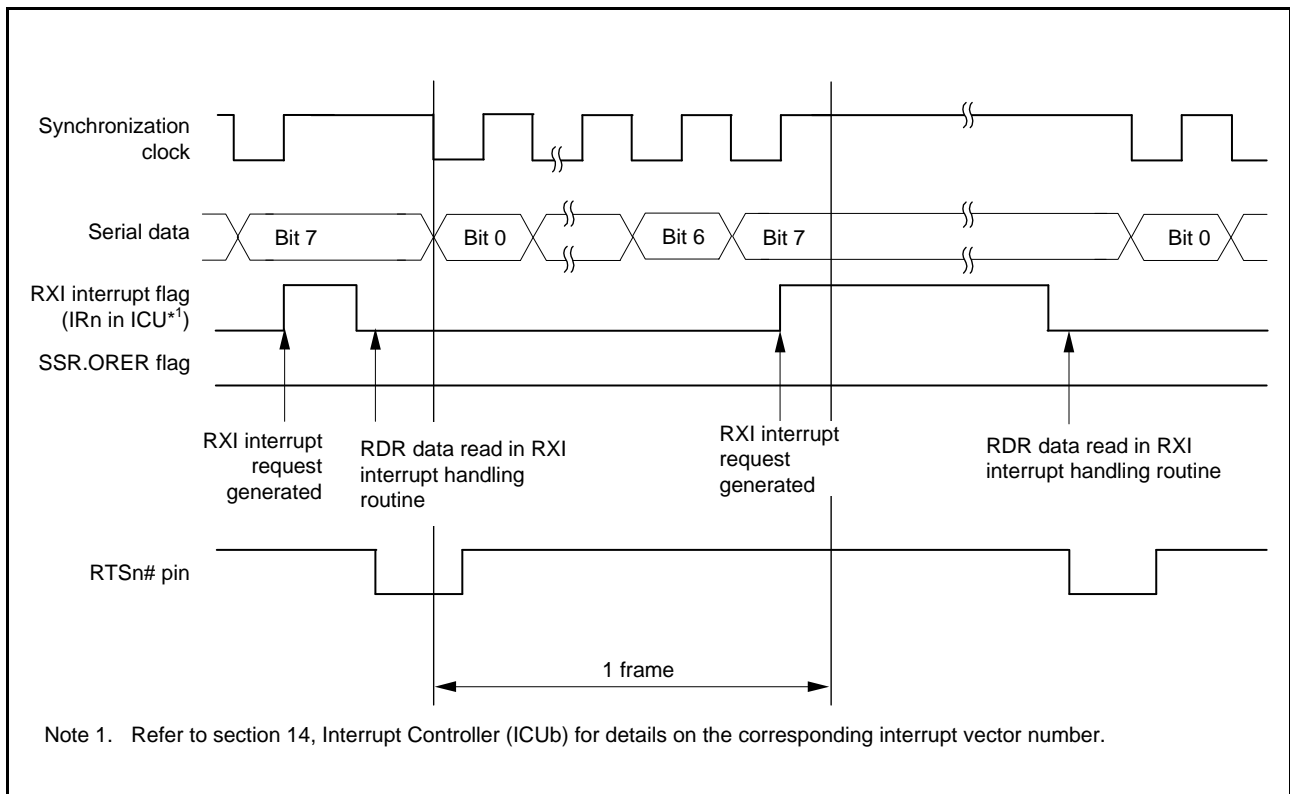 Synchronization
clock
Serial data
Bit 7
Bit 0
Bit 6
Bit 7
Bit 0
RXI interrupt flag
(IRn in ICU*1)
SSR.ORER flag
RXI interrupt
request
generated
RDR data read in RXI
interrupt handling
routine
RXI interrupt
request
generated
RDR data read in RXI
interrupt handling routine
RTSn# pin
1 frame
Note 1. Refer to section 14, Interrupt Controller (ICUb) for details on the corresponding interrupt vector number.